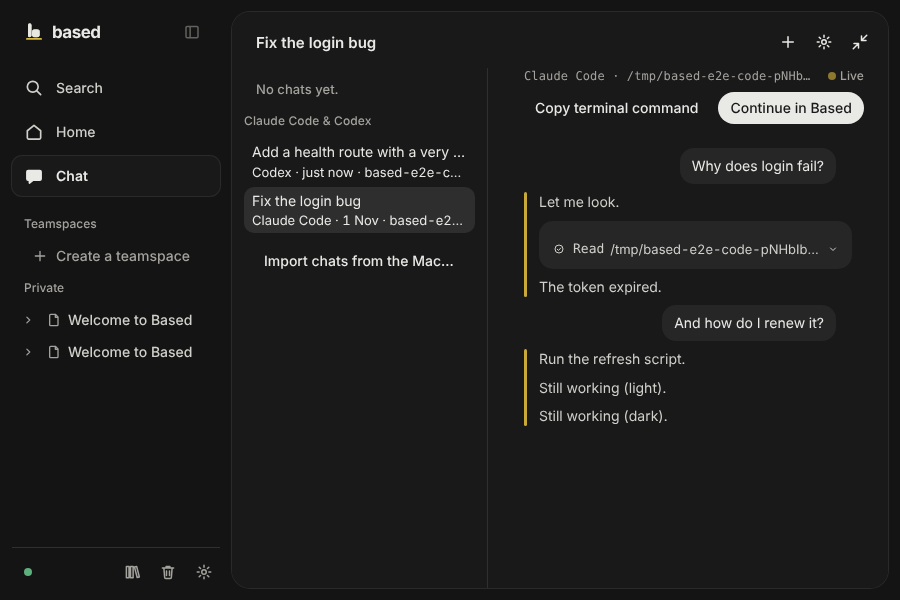 based
Search
Home
Chat
Teamspaces
Create a teamspace
Private
Welcome to Based
Welcome to Based
Fix the login bug
No chats yet.
Claude Code & Codex
Add a health route with a very ...
Codex · just now · based-e2e-c...
Fix the login bug
Claude Code · 1 Nov · based-e2...
Import chats from the Mac...
Claude Code · /tmp/based-e2e-code-pNHb… Live
Copy terminal command Continue in Based
Why does login fail?
Let me look.
Read /tmp/based-e2e-code-pNHbIb...
The token expired.
And how do I renew it?
Run the refresh script.
Still working (light).
Still working (dark).